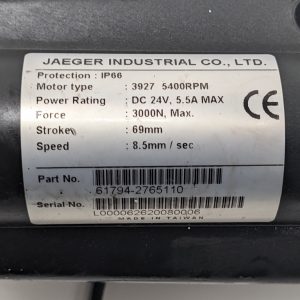 JAEGER INDUSTRIAL CO., LTD.
Protection : IP66
Motor type : 3927 5400RPM
Power Rating : DC 24V, 5.5A MAX
Force : 3000N, Max.
Stroke : 69mm
Speed : 8.5mm / sec
CE
Part No.
61794-2765110
Serial No.
L000062620080006
MADE IN TAIWAN